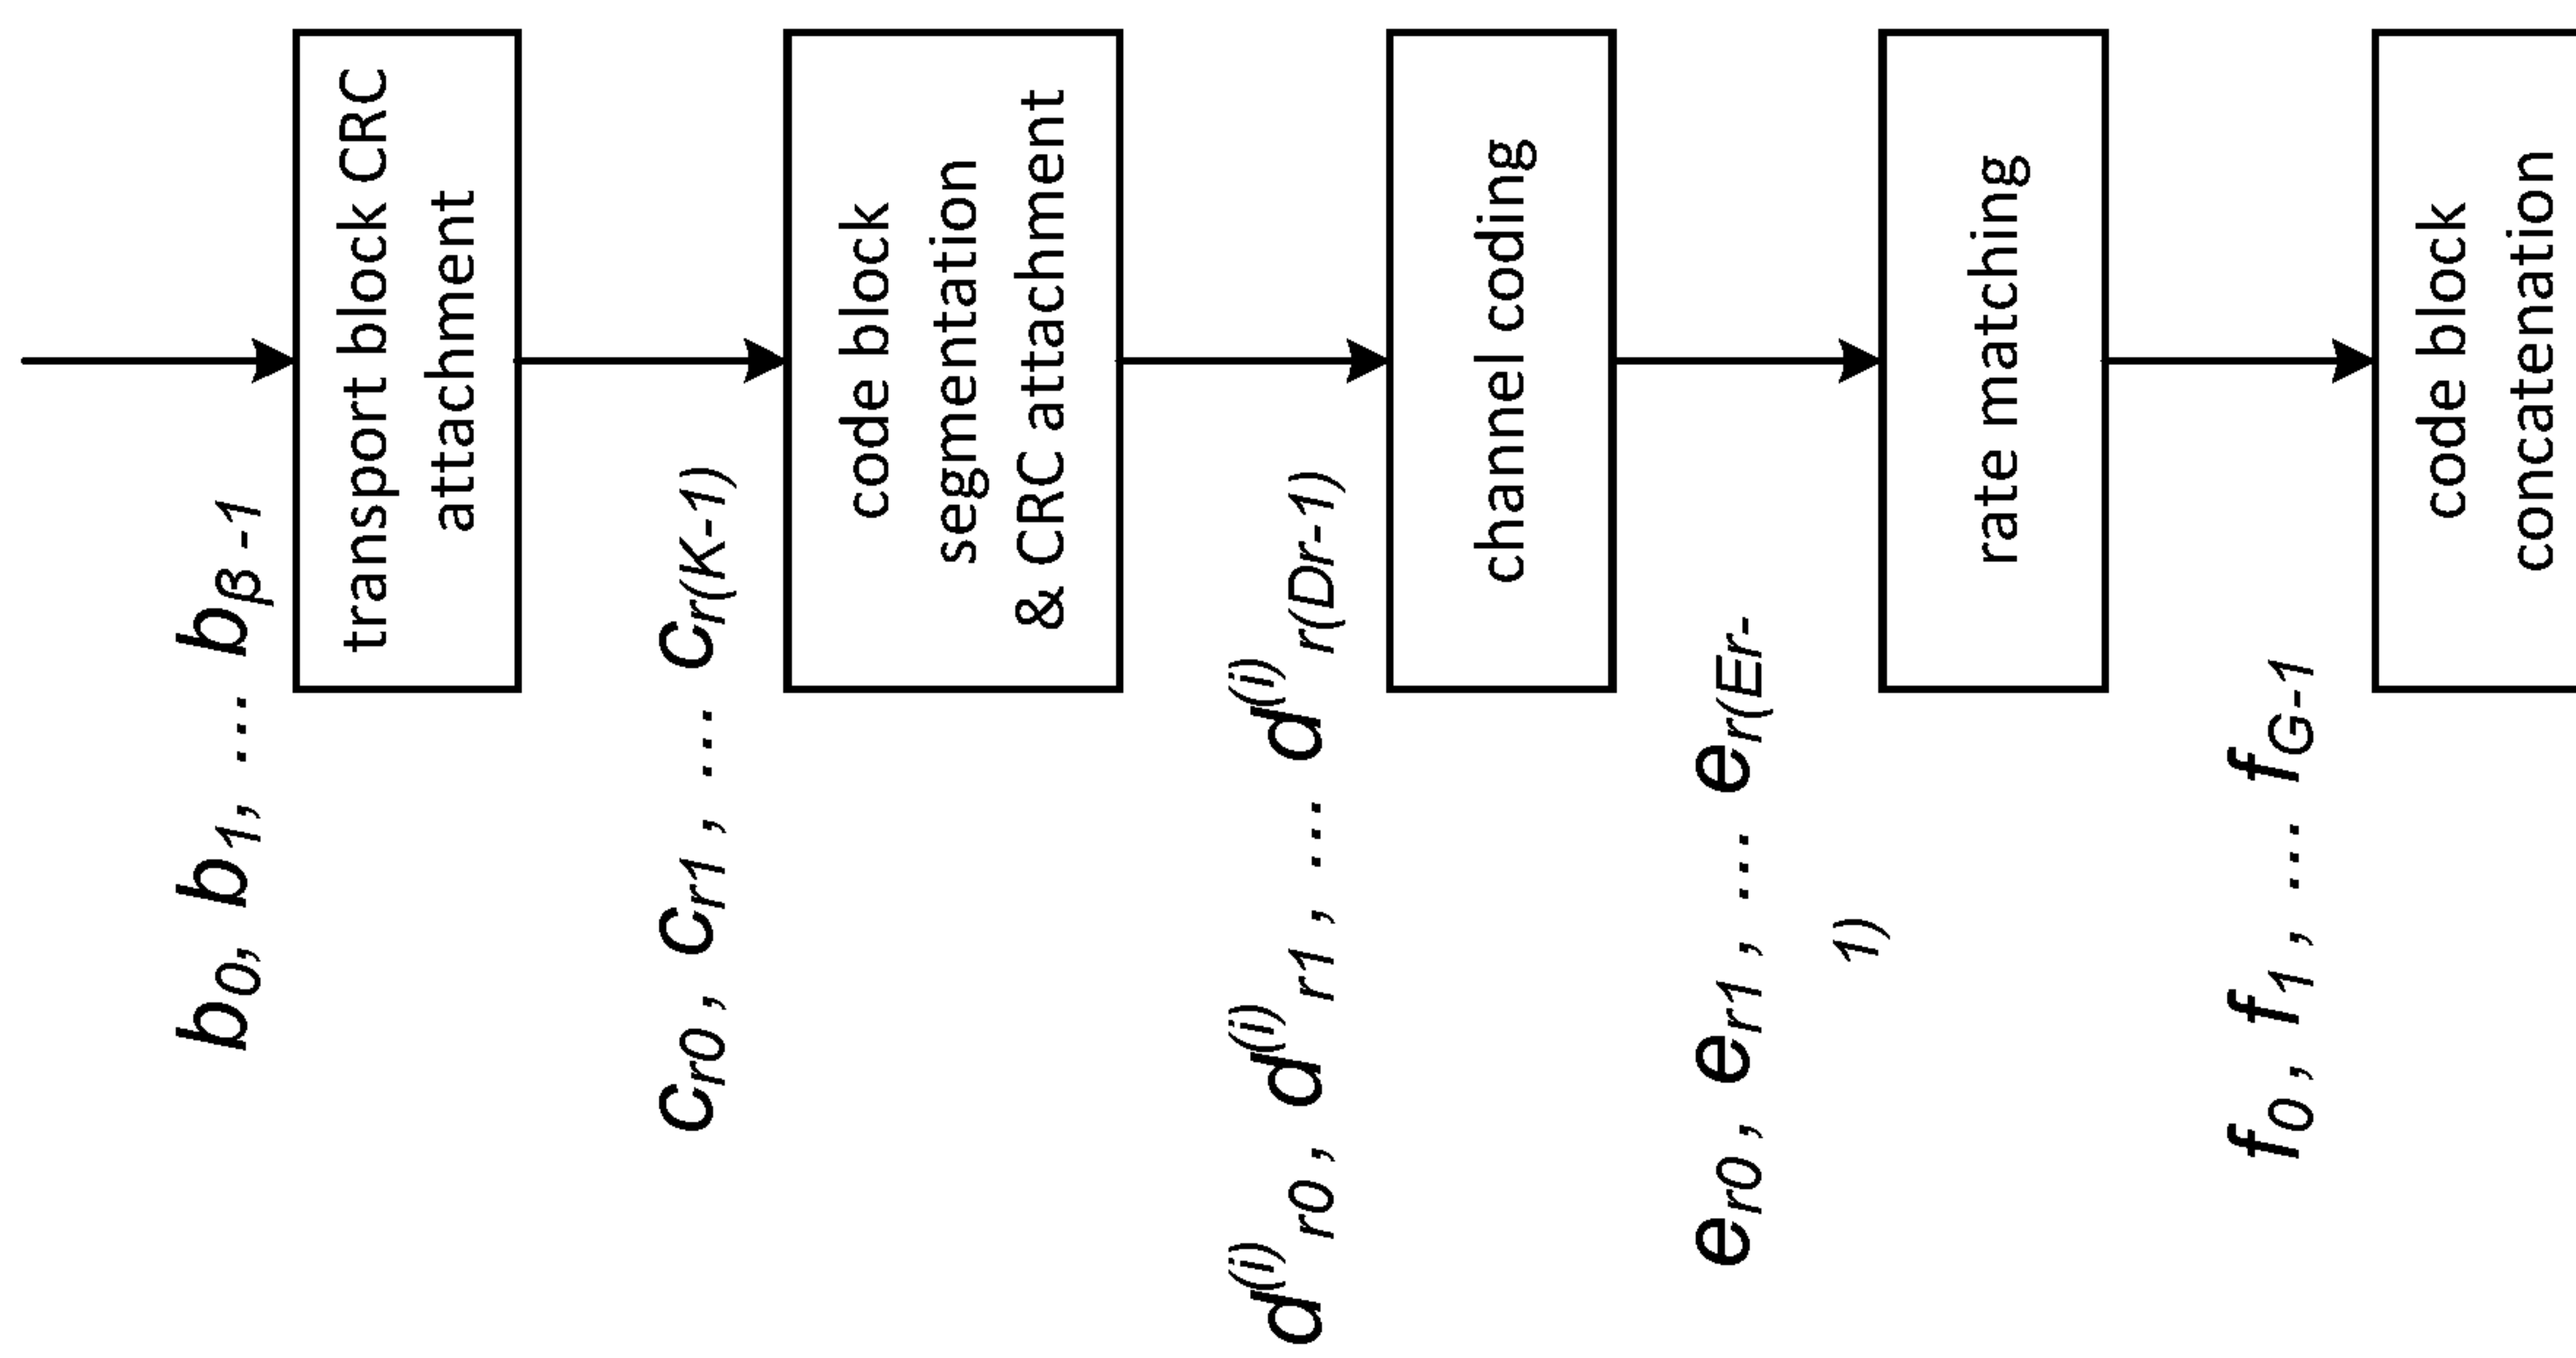 b0, b1, ... bβ-1
transport block CRC
attachment
cr0, cr1, ... cr(K-1)
code block
segmentation
& CRC attachment
d(i)r0, d(i)r1, ... d(i)r(Dr-1)
channel coding
er0, er1, ... er(Er-
1)
rate matching
f0, f1, ... fG-1
code block
concatenation